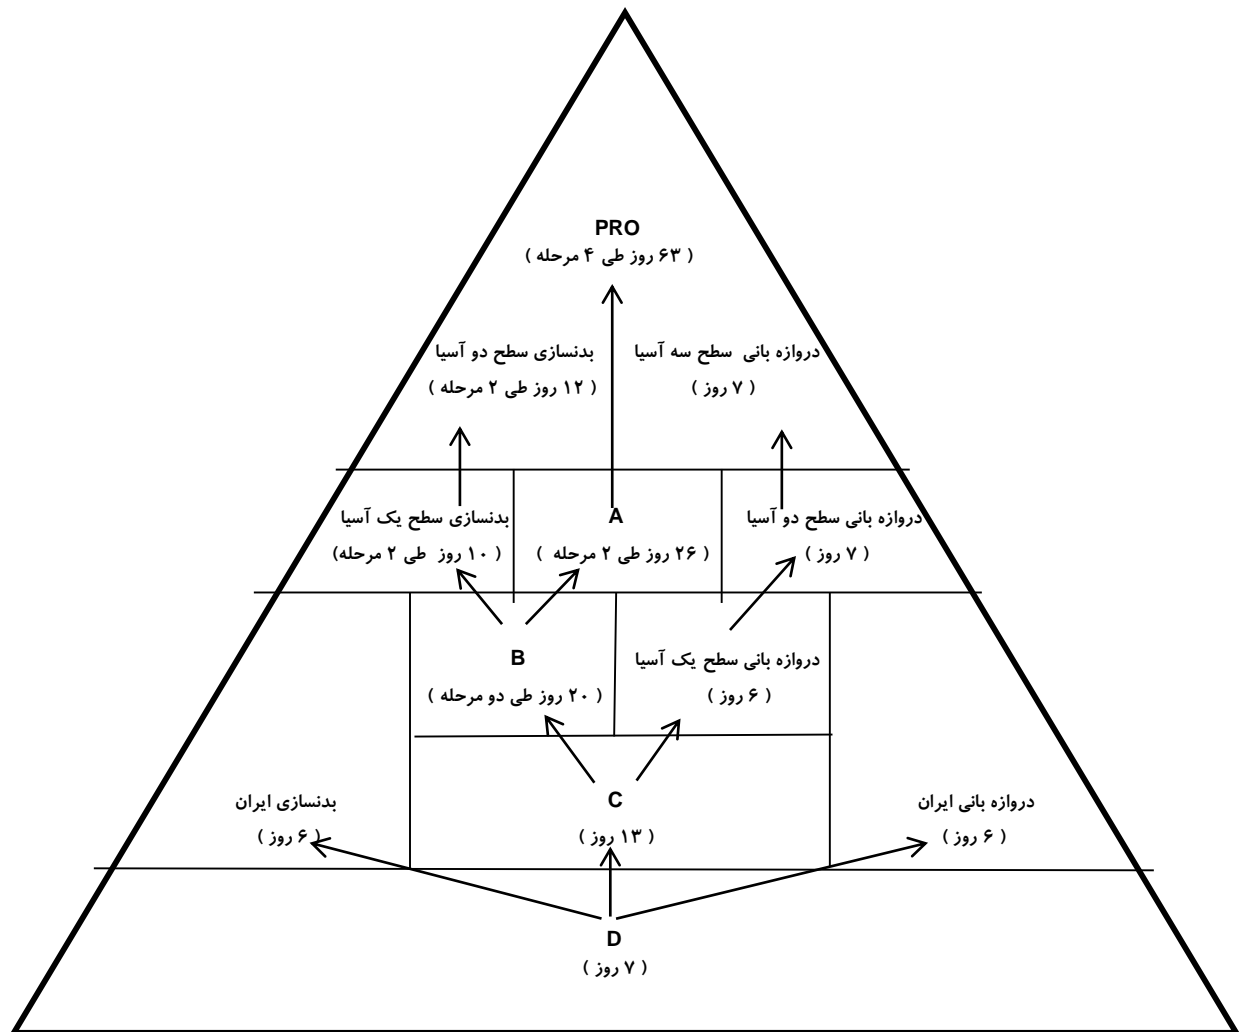 PRO
( ۶۳ روز طی ۴ مرحله )
دروازه بانی سطح سه آسیا
( ۷ روز )
بدنسازی سطح دو آسیا
( ۱۲ روز طی ۲ مرحله )
دروازه بانی سطح دو آسیا
( ۷ روز )
A
( ۲۶ روز طی ۲ مرحله )
بدنسازی سطح یک آسیا
( ۱۰ روز طی ۲ مرحله)
دروازه بانی سطح یک آسیا
( ۶ روز )
B
( ۲۰ روز طی دو مرحله )
دروازه بانی ایران
( ۶ روز )
C
( ۱۳ روز )
بدنسازی ایران
( ۶ روز )
D
( ۷ روز )